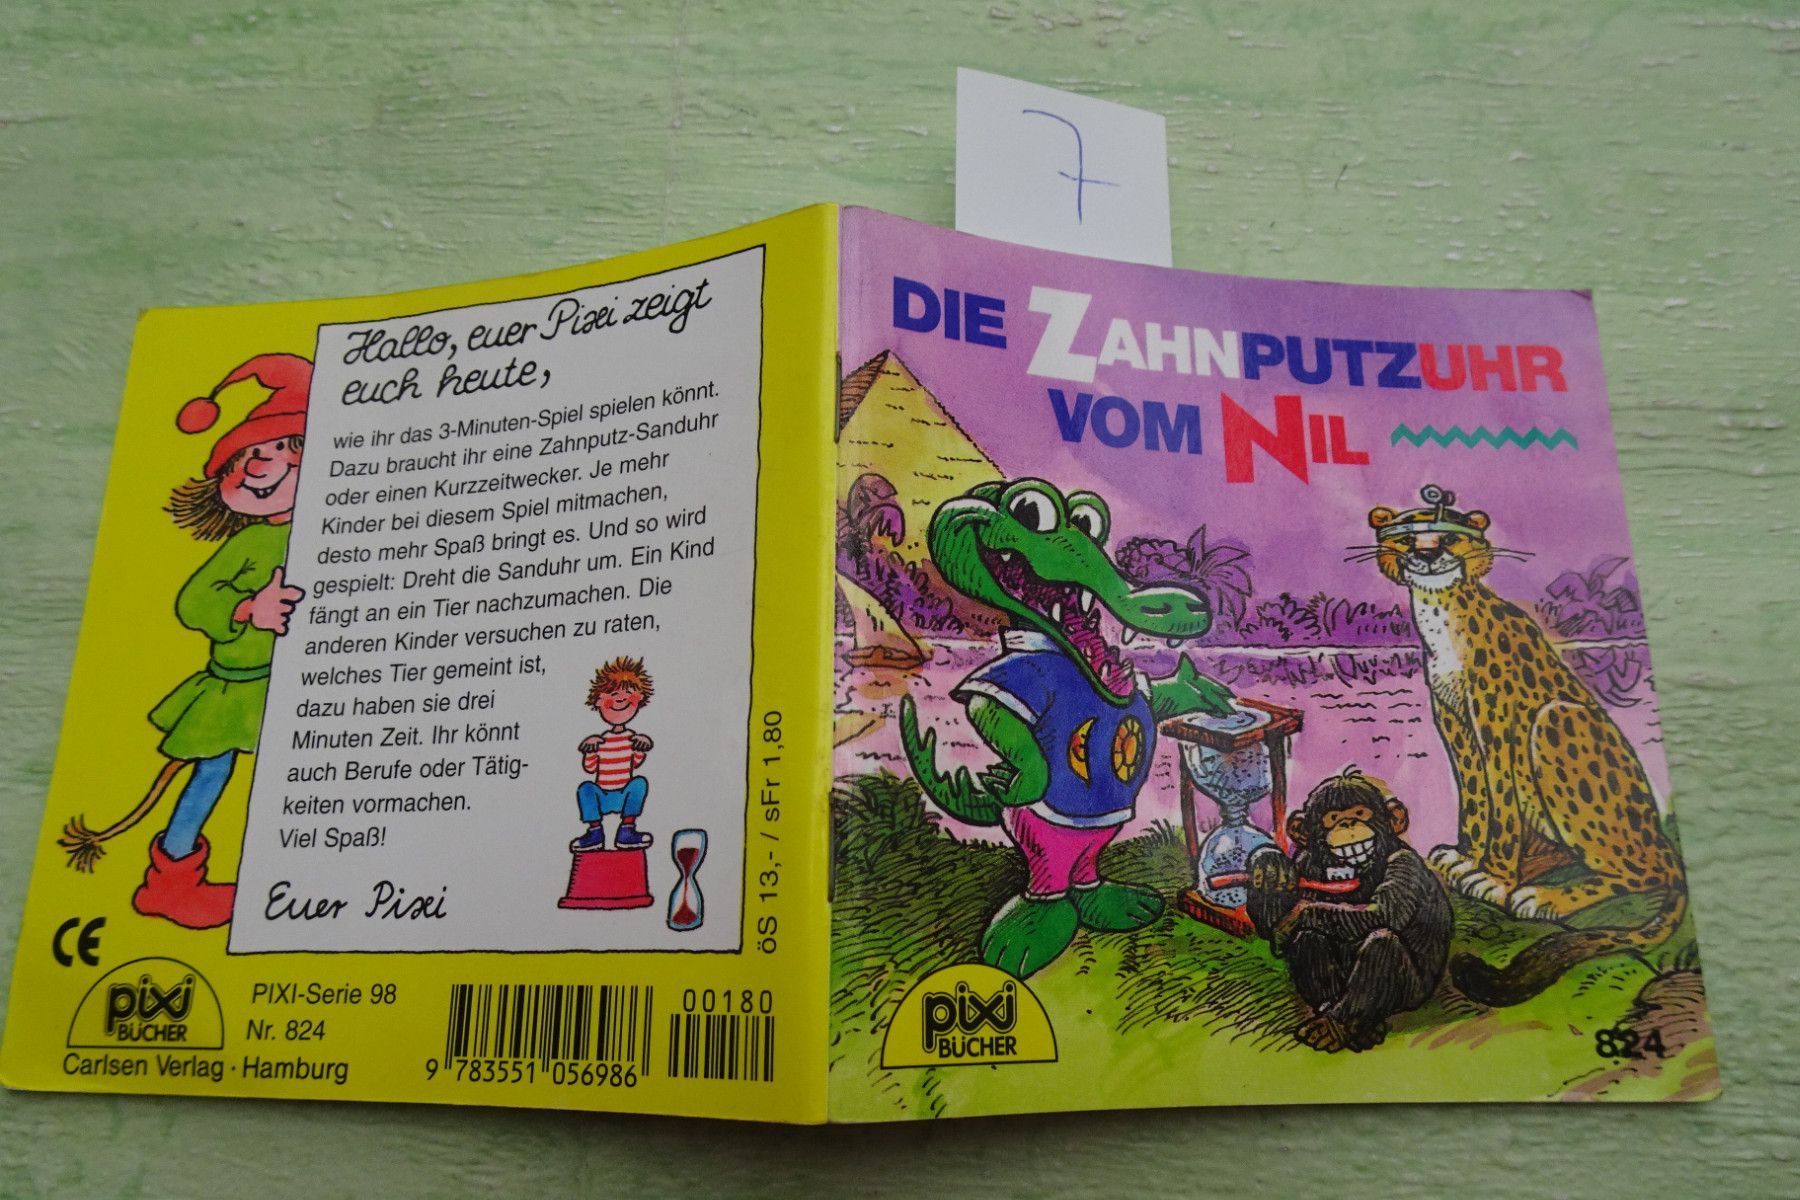 7
Hallo, euer Pixi zeigt
euch heute,
wie ihr das 3-Minuten-Spiel spielen könnt.
Dazu braucht ihr eine Zahnputz-Sanduhr
oder einen Kurzzeitwecker. Je mehr
Kinder bei diesem Spiel mitmachen,
desto mehr Spaß bringt es. Und so wird
gespielt: Dreht die Sanduhr um. Ein Kind
fängt an ein Tier nachzumachen. Die
anderen Kinder versuchen zu raten,
welches Tier gemeint ist,
dazu haben sie drei
Minuten Zeit. Ihr könnt
auch Berufe oder Tätig-
keiten vormachen.
Viel Spaß!
Euer Pixi
öS 13,- / sFr 1,80
CE
pixi
BÜCHER
PIXI-Serie 98
Nr. 824
Carlsen Verlag · Hamburg
00180
9 783551 056986
DIE ZAHNPUTZUHR
VOM NIL
pixi
BÜCHER
824